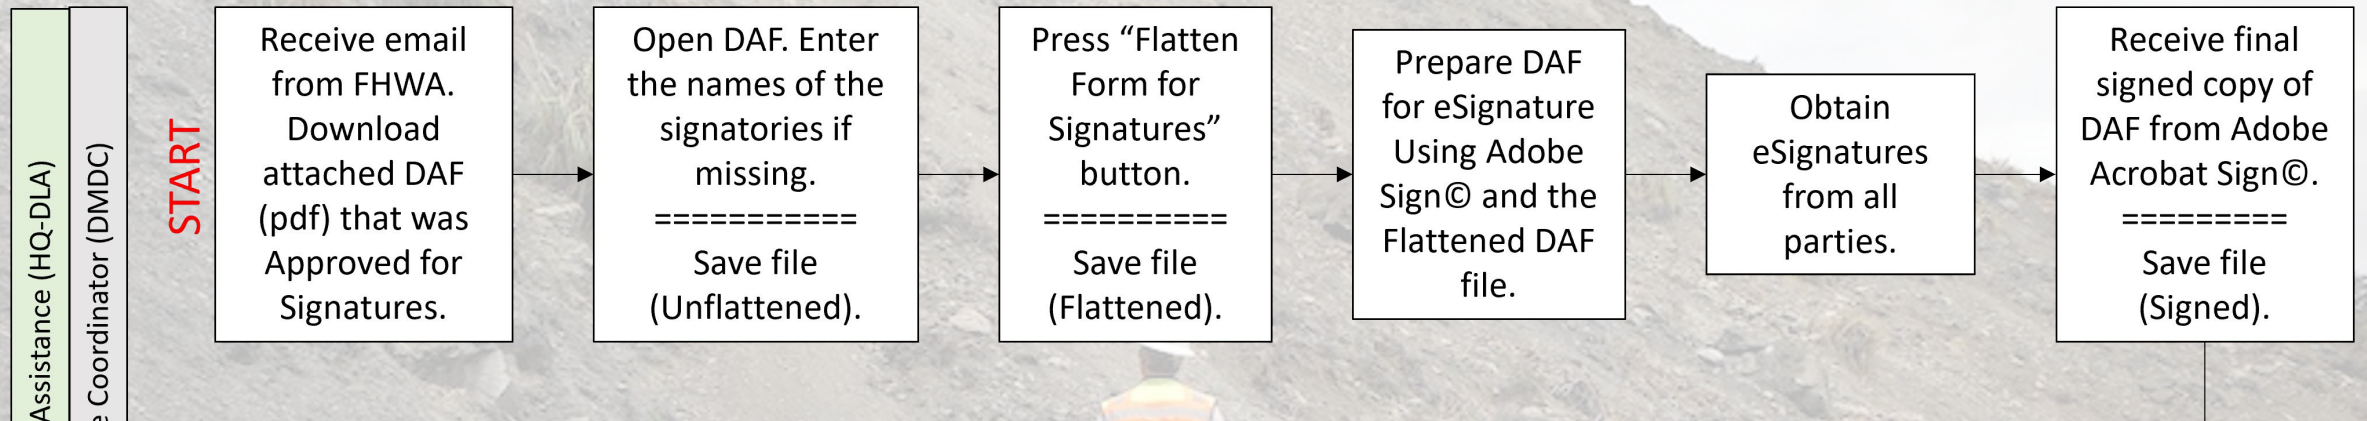 Assistance (HQ-DLA)
Coordinator (DMDC)
START
Receive email
from FHWA.
Download
attached DAF
(pdf) that was
Approved for
Signatures.
Open DAF. Enter
the names of the
signatories if
missing.
===========
Save file
(Unflattened).
Press “Flatten
Form for
Signatures”
button.
==========
Save file
(Flattened).
Prepare DAF
for eSignature
Using Adobe
Sign© and the
Flattened DAF
file.
Obtain
eSignatures
from all
parties.
Receive final
signed copy of
DAF from Adobe
Acrobat Sign©.
=========
Save file
(Signed).